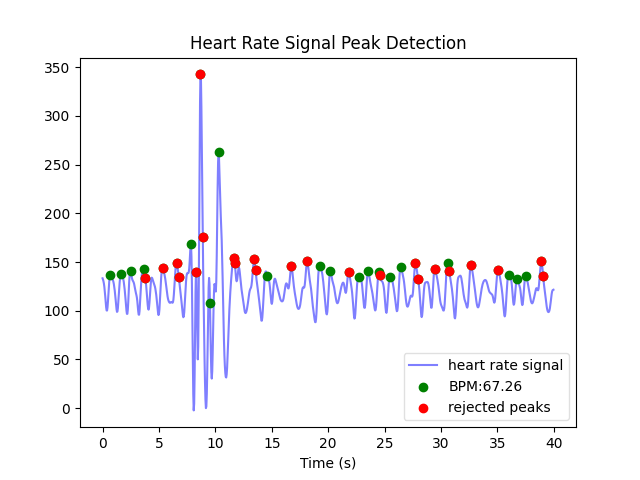 Heart Rate Signal Peak Detection
350
300
250
200
150
100
50
0
heart rate signal
BPM:67.26
rejected peaks
0 5 10 15 20 25 30 35 40
Time (s)